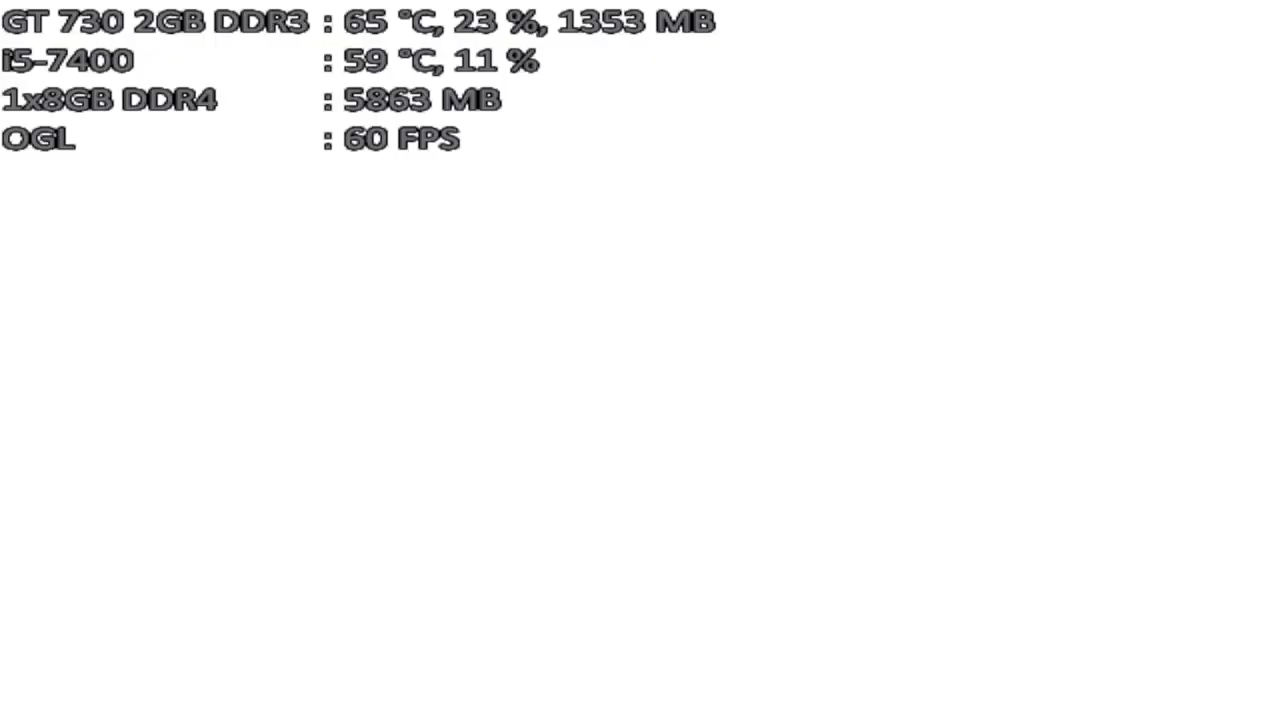 GT 730 2GB DDR3 : 65 °C, 23 %, 1353 MB
i5-7400 : 59 °C, 11 %
1x8GB DDR4 : 5863 MB
OGL : 60 FPS